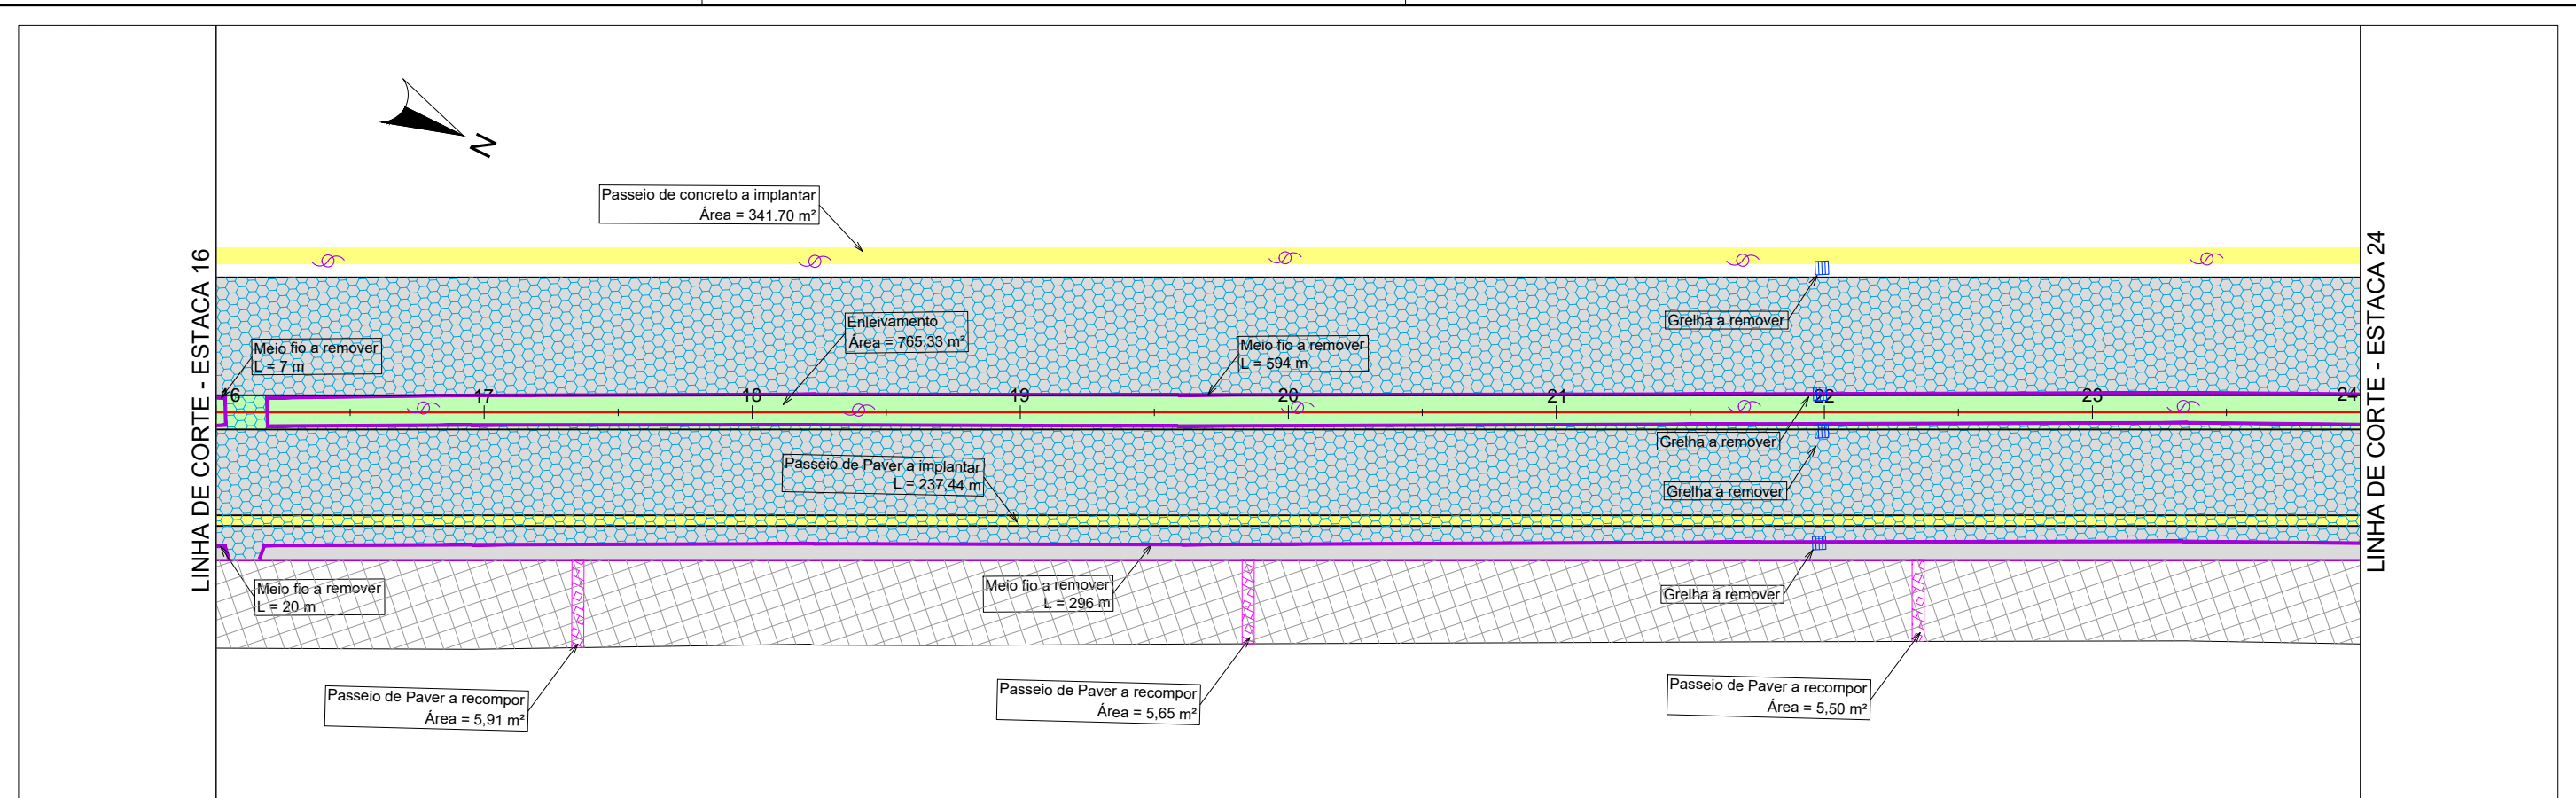 N
Passeio de concreto a implantar
Área = 341.70 m²
LINHA DE CORTE - ESTACA 16
LINHA DE CORTE - ESTACA 24
Grelha a remover
Enleivamento
Área = 765,33 m²
Meio fio a remover
L = 7 m
Meio fio a remover
L = 594 m
16
17
18
19
20
21
22
23
24
Grelha a remover
Passeio de Paver a implantar
L = 237,44 m
Grelha a remover
Meio fio a remover
L = 20 m
Meio fio a remover
L = 296 m
Grelha a remover
Passeio de Paver a recompor
Área = 5,91 m²
Passeio de Paver a recompor
Área = 5,65 m²
Passeio de Paver a recompor
Área = 5,50 m²